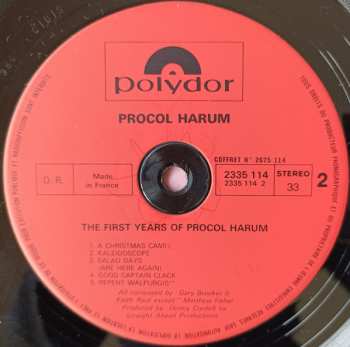 polydor
PROCOL HARUM
COFFRET N° 2675 114
D. R.
Made
in France
2335 114
2335 114 2
STEREO
33
2
THE FIRST YEARS OF PROCOL HARUM
1. A CHRISTMAS CAMEL
2. KALEIDOSCOPE
3. SALAD DAYS
(ARE HERE AGAIN)
4. GOOD CAPTAIN CLACK
5. REPENT WALPURGIS*
All composed by : Gary Brooker &
Keith Reid except * Matthew Fisher
Produced by : Denny Cordell for
Straight Ahead Productions